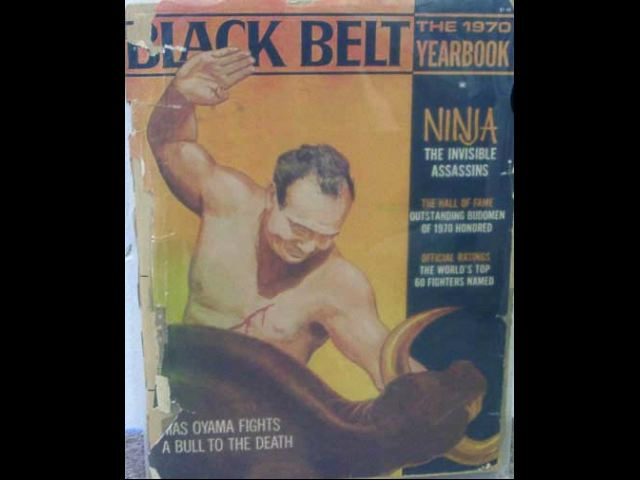 BLACK BELT
THE 1970
YEARBOOK
NINJA
THE INVISIBLE
ASSASSINS
THE HALL OF FAME
OUTSTANDING BUDOMEN
OF 1970 HONORED
OFFICIAL RATINGS
THE WORLD'S TOP
60 FIGHTERS NAMED
MAS OYAMA FIGHTS
A BULL TO THE DEATH